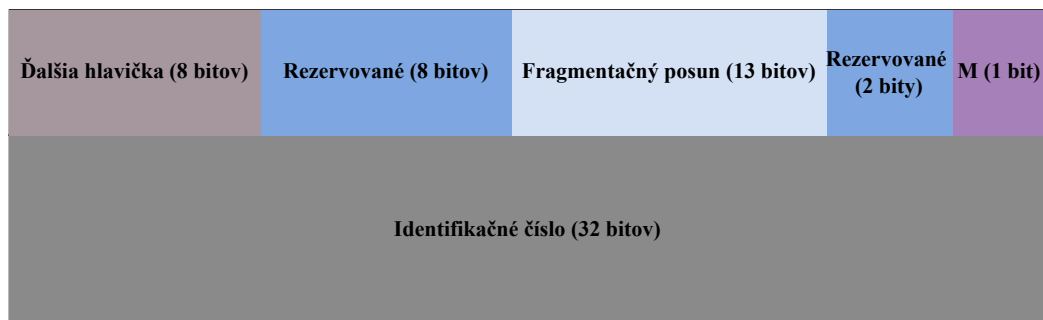 Ďalšia hlavička (8 bitov)
Rezervované (8 bitov)
Fragmentačný posun (13 bitov)
Rezervované
(2 bity)
M (1 bit)
Identifikačné číslo (32 bitov)